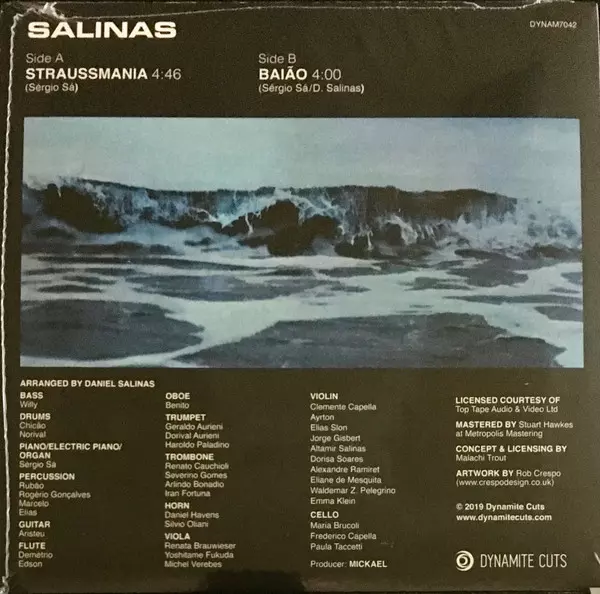 SALINAS
DYNAM7042
Side A
STRAUSSMANIA 4:46
(Sérgio Sá)
Side B
BAIÃO 4:00
(Sérgio Sá/D. Salinas)
ARRANGED BY DANIEL SALINAS
BASS
Willy
DRUMS
Chicão
Norival
PIANO/ELECTRIC PIANO/
ORGAN
Sérgio Sá
PERCUSSION
Rubão
Rogério Gonçalves
Marcelo
Elias
GUITAR
Aristeu
FLUTE
Demétrio
Edson
OBOE
Benito
TRUMPET
Geraldo Aurieni
Dorival Aurieni
Haroldo Paladino
TROMBONE
Renato Cauchioli
Severino Gomes
Arlindo Bonadio
Iran Fortuna
HORN
Daniel Havens
Silvio Oliani
VIOLA
Renata Brauwieser
Yoshitame Fukuda
Michel Verebes
VIOLIN
Clemente Capella
Ayrton
Elias Slon
Jorge Gisbert
Altamir Salinas
Dorisa Soares
Alexandre Ramiret
Eliane de Mesquita
Waldemar Z. Pelegrino
Emma Klein
CELLO
Maria Brucoli
Frederico Capella
Paula Taccetti
Producer: MICKAEL
LICENSED COURTESY OF
Top Tape Audio & Video Ltd
MASTERED BY Stuart Hawkes
at Metropolis Mastering
CONCEPT & LICENSING BY
Malachi Trout
ARTWORK BY Rob Crespo
(www.crespodesign.co.uk)
© 2019 Dynamite Cuts
www.dynamitecuts.com
DYNAMITE CUTS